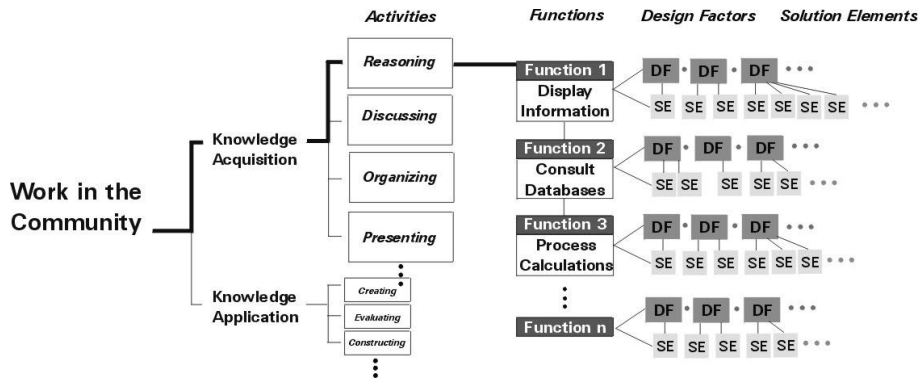 Activities Functions Design Factors Solution Elements
Work in the
Community
Knowledge
Acquisition
Knowledge
Application
Reasoning
Discussing
Organizing
Presenting
Creating
Evaluating
Constructing
Function 1
Display
Information
DF DF DF
SE SE SE SE SE SE SE
Function 2
Consult
Databases
DF DF DF
SE SE SE SE SE
Function 3
Process
Calculations
DF DF DF
SE SE SE SE SE SE
Function n
DF DF DF
SE SE SE SE SE